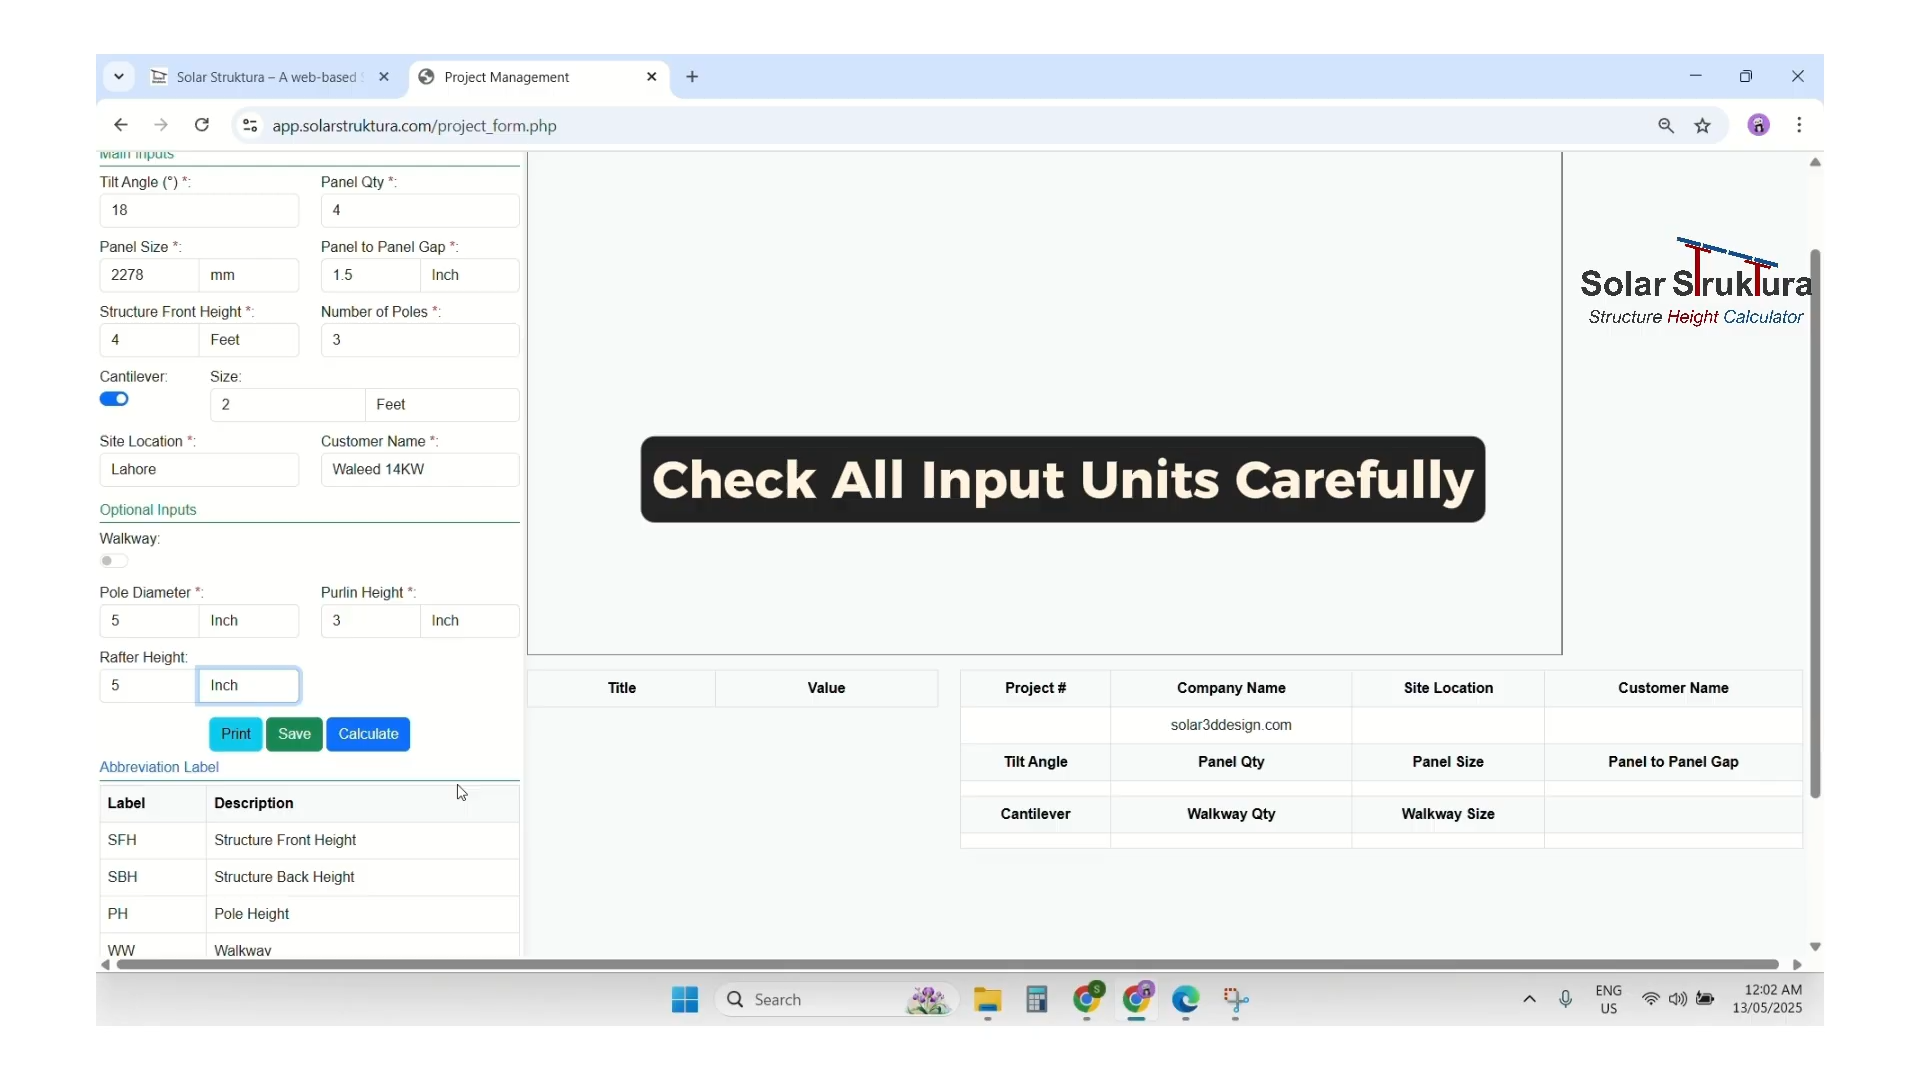 Solar Struktura – A web-based
Project Management
app.solarstruktura.com/project_form.php
Main Inputs
Tilt Angle (°) *:
Panel Qty *:
18
4
Panel Size *:
Panel to Panel Gap *:
2278 mm
1.5 Inch
Structure Front Height *:
Number of Poles *:
4 Feet
3
Cantilever:
Size:
2 Feet
Site Location *:
Customer Name *:
Lahore
Waleed 14KW
Optional Inputs
Walkway:
Pole Diameter *:
Purlin Height *:
5 Inch
3 Inch
Rafter Height:
5 Inch
Print Save Calculate
Abbreviation Label
Label Description
SFH Structure Front Height
SBH Structure Back Height
PH Pole Height
WW Walkway
Check All Input Units Carefully
Solar Struktura
Structure Height Calculator
Title Value
Project # Company Name Site Location Customer Name
solar3ddesign.com
Tilt Angle Panel Qty Panel Size Panel to Panel Gap
Cantilever Walkway Qty Walkway Size
Search
S
ENG
US
12:02 AM
13/05/2025